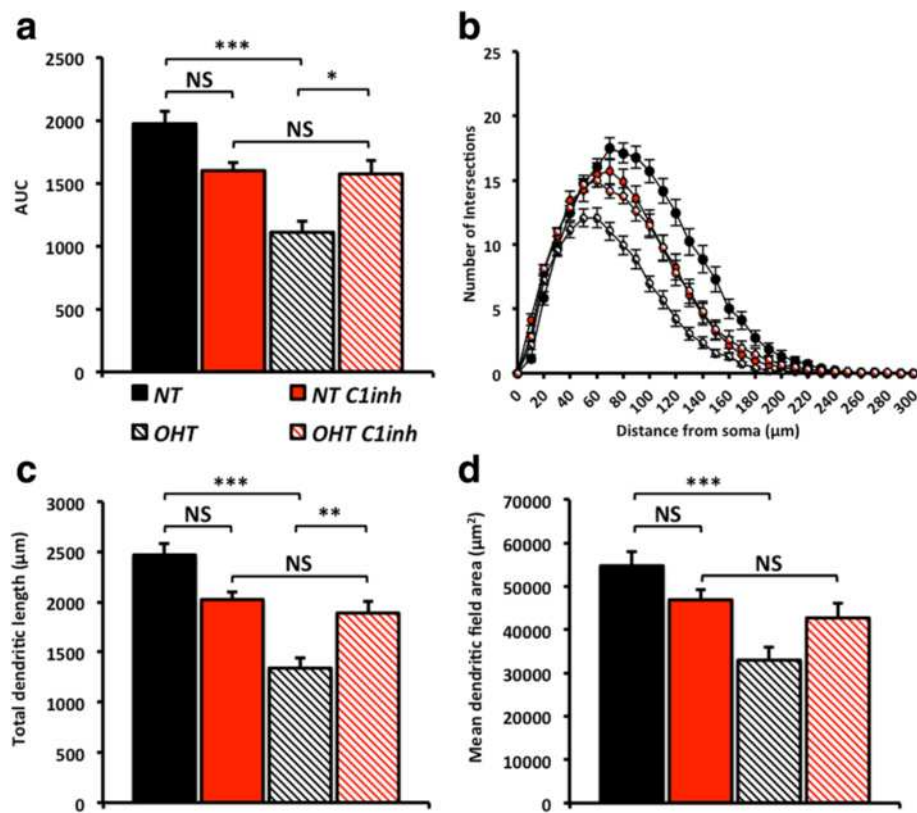 a
***
NS
*
NS
2500
2000
1500
1000
500
0
AUC
NT
NT C1inh
OHT
OHT C1inh
b
25
20
15
10
5
0
Number of Intersections
0 20 40 60 80 100 120 140 160 180 200 220 240 260 280 300
Distance from soma (µm)
c
***
NS
**
NS
3000
2500
2000
1500
1000
500
0
Total dendritic length (µm)
d
***
NS
NS
70000
60000
50000
40000
30000
20000
10000
0
Mean dendritic field area (µm²)